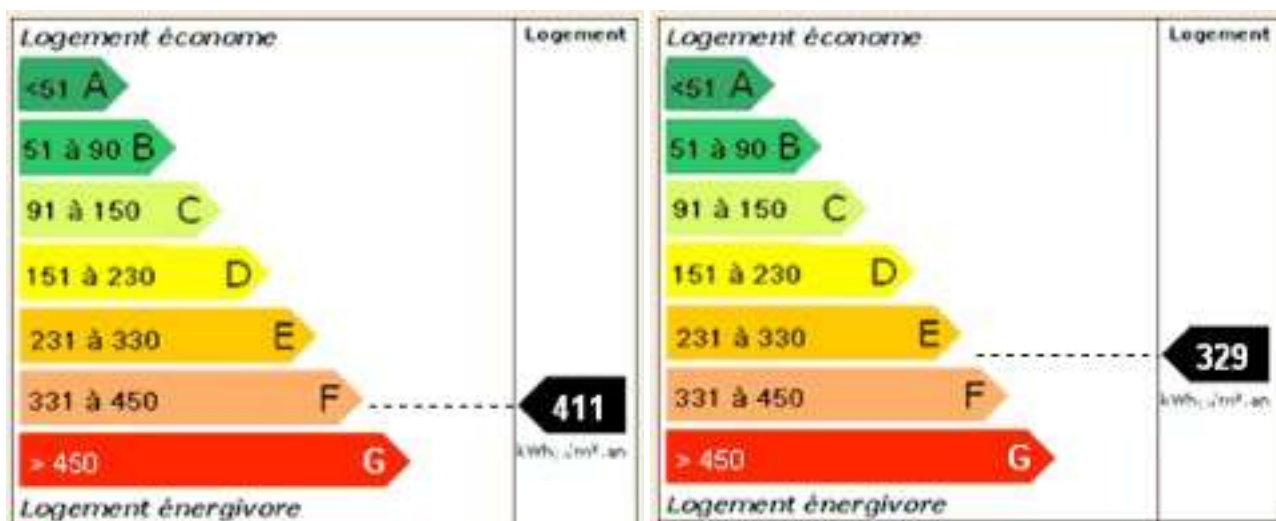 Logement économe
Logement
<51 A
51 à 90 B
91 à 150 C
151 à 230 D
231 à 330 E
331 à 450 F
411
> 450 G
Logement énergivore
Logement économe
Logement
<51 A
51 à 90 B
91 à 150 C
151 à 230 D
231 à 330 E
329
331 à 450 F
> 450 G
Logement énergivore